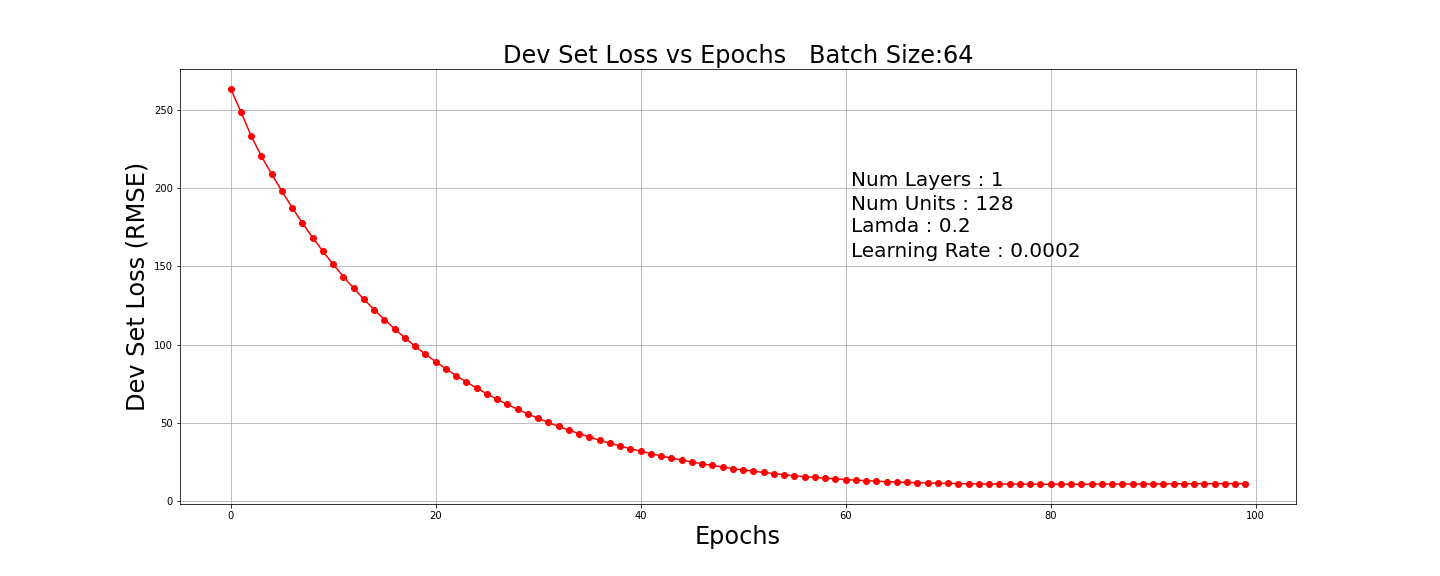 Dev Set Loss vs Epochs   Batch Size:64
Dev Set Loss (RMSE)
250
200
150
100
50
0
Num Layers : 1
Num Units : 128
Lamda : 0.2
Learning Rate : 0.0002
0 20 40 60 80 100
Epochs